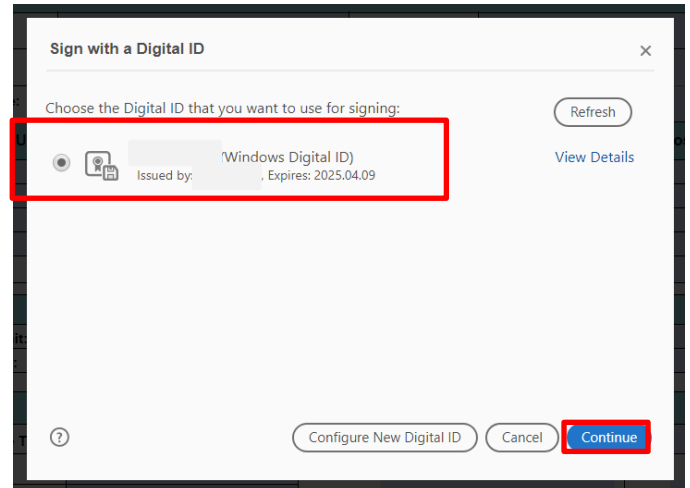 Sign with a Digital ID
Choose the Digital ID that you want to use for signing:
Refresh
(Windows Digital ID)
View Details
Issued by: , Expires: 2025.04.09
Configure New Digital ID
Cancel
Continue